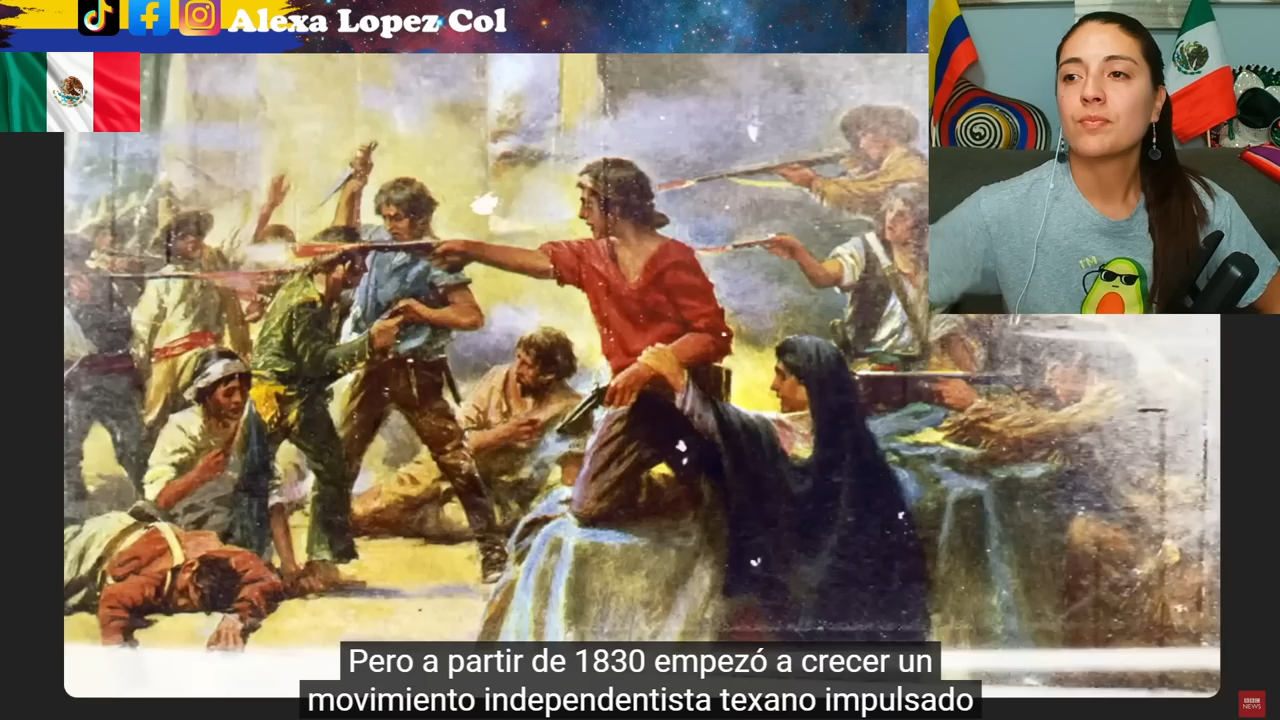 Alexa Lopez Col
I'M
Pero a partir de 1830 empezó a crecer un
movimiento independentista texano impulsado
BBC
NEWS